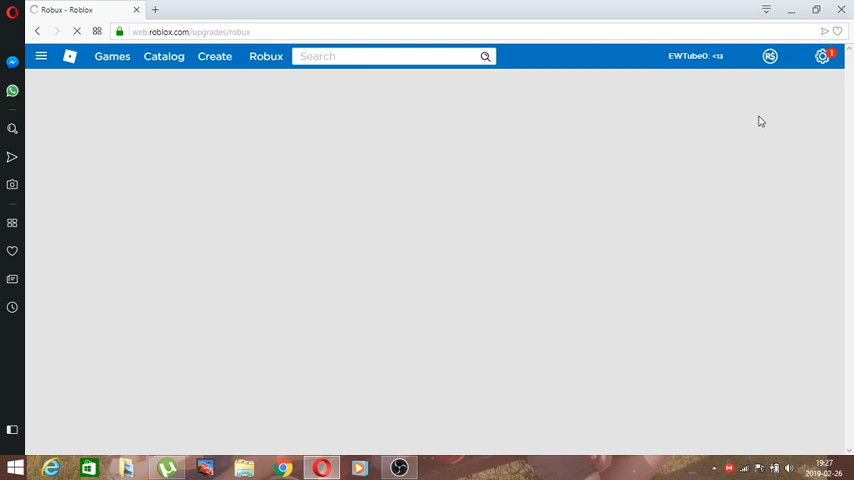 Robux - Roblox
web.roblox.com/upgrades/robux
Games Catalog Create Robux Search EWTube0: <13 R$ 1
19:27
2019-02-26